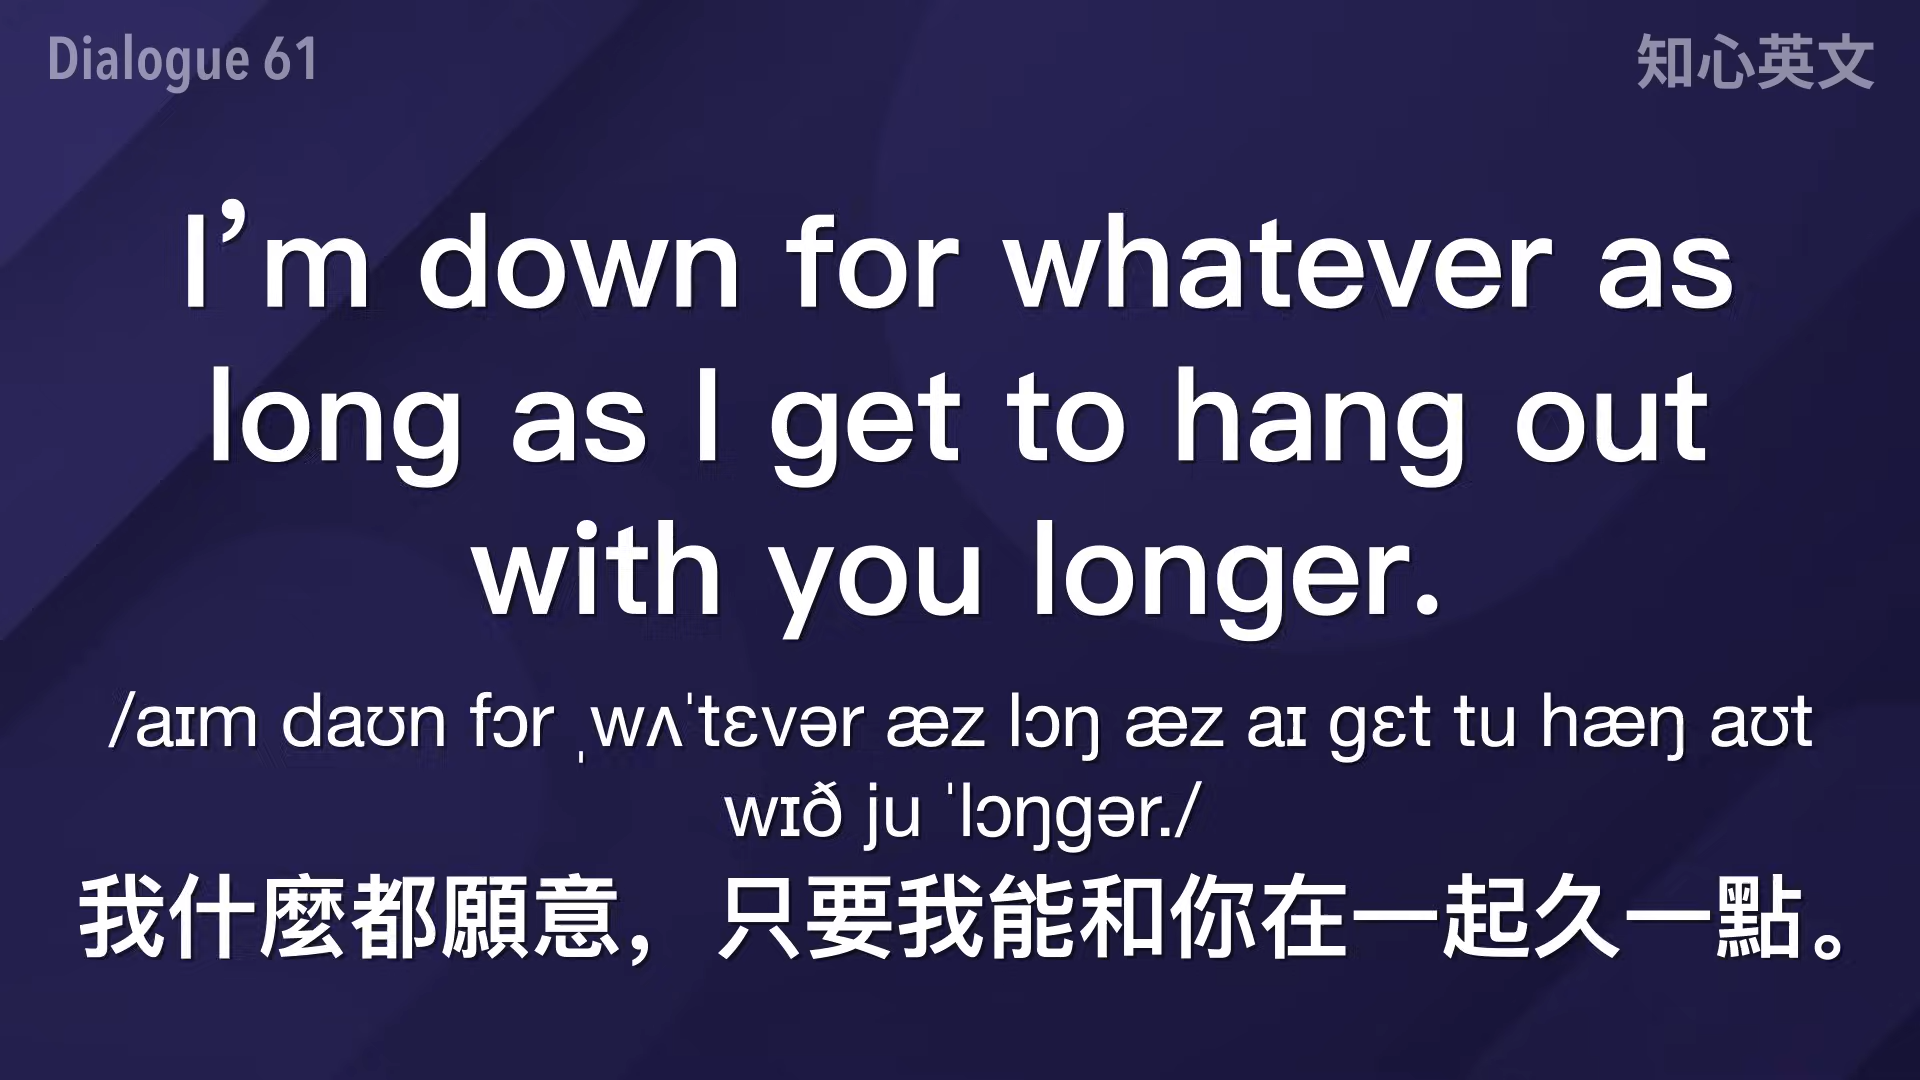 Dialogue 61
知心英文
I’m down for whatever as
long as I get to hang out
with you longer.
/aɪm daʊn fɔr ˌwʌˈtɛvər æz lɔŋ æz aɪ gɛt tu hæŋ aʊt
wɪð ju ˈlɔŋgər./
我什麼都願意，只要我能和你在一起久一點。